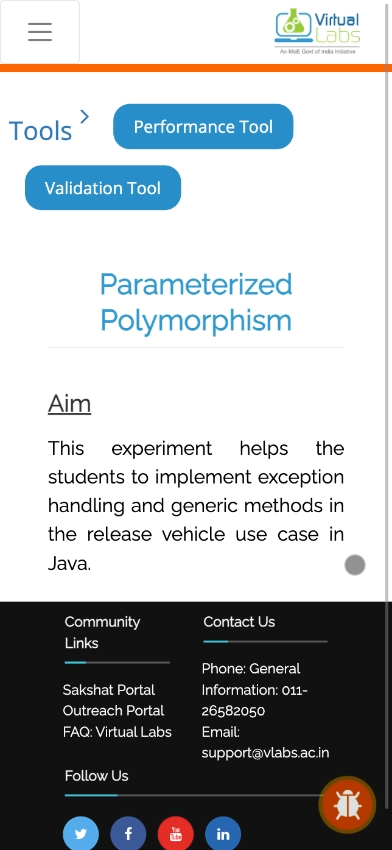 Virtual
Labs
An MoE Govt of India Initiative
Tools
Performance Tool
Validation Tool
Parameterized
Polymorphism
Aim
This experiment helps the
students to implement exception
handling and generic methods in
the release vehicle use case in
Java.
Community
Links
Sakshat Portal
Outreach Portal
FAQ: Virtual Labs
Contact Us
Phone: General
Information: 011-
26582050
Email:
support@vlabs.ac.in
Follow Us
You
Tube